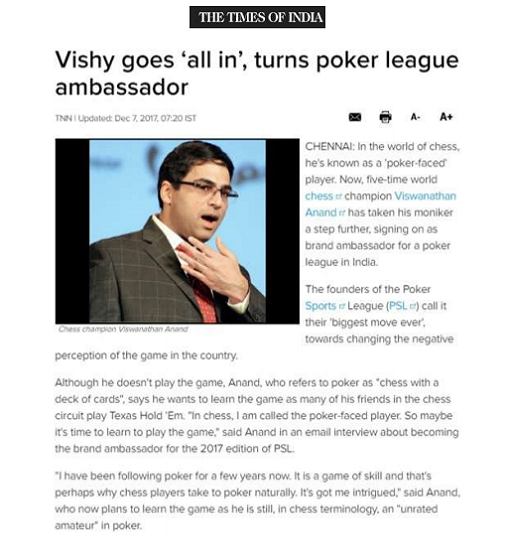 THE TIMES OF INDIA
Vishy goes ‘all in’, turns poker league
ambassador
TNN | Updated: Dec 7, 2017, 07:20 IST
A- A+
CHENNAI: In the world of chess,
he's known as a 'poker-faced'
player. Now, five-time world
chess champion Viswanathan
Anand has taken his moniker
a step further, signing on as
brand ambassador for a poker
league in India.
The founders of the Poker
Sports League (PSL) call it
their 'biggest move ever',
towards changing the negative
Chess champion Viswanathan Anand
perception of the game in the country.
Although he doesn't play the game, Anand, who refers to poker as "chess with a
deck of cards", says he wants to learn the game as many of his friends in the chess
circuit play Texas Hold 'Em. "In chess, I am called the poker-faced player. So maybe
it's time to learn to play the game," said Anand in an email interview about becoming
the brand ambassador for the 2017 edition of PSL.
"I have been following poker for a few years now. It is a game of skill and that's
perhaps why chess players take to poker naturally. It's got me intrigued," said Anand,
who now plans to learn the game as he is still, in chess terminology, an "unrated
amateur" in poker.